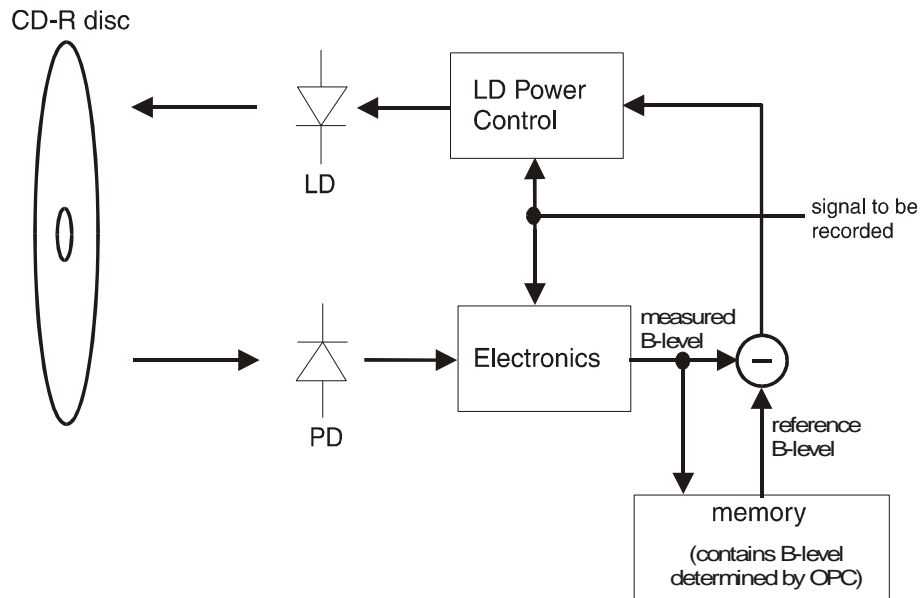 CD-R disc
LD Power
Control
LD
signal to be
recorded
measured
B-level
Electronics
−
PD
reference
B-level
memory
(contains B-level
determined by OPC)